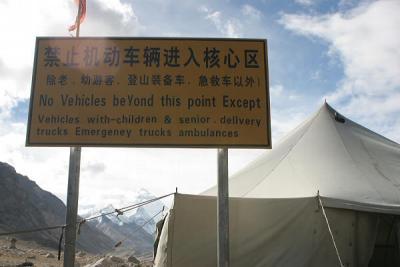 禁止机动车辆进入核心区
除老．幼游客．登山装备车．急救车以外！
No Vehicles beYond this point Except
Vehicles with-children & senior. delivery
trucks Emergency trucks ambulances